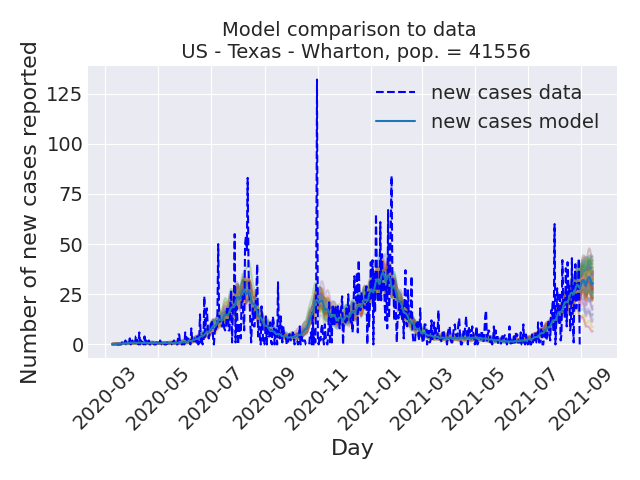 Model comparison to data
US - Texas - Wharton, pop. = 41556
Number of new cases reported
125
100
75
50
25
0
new cases data
new cases model
2020-03
2020-05
2020-07
2020-09
2020-11
2021-01
2021-03
2021-05
2021-07
2021-09
Day